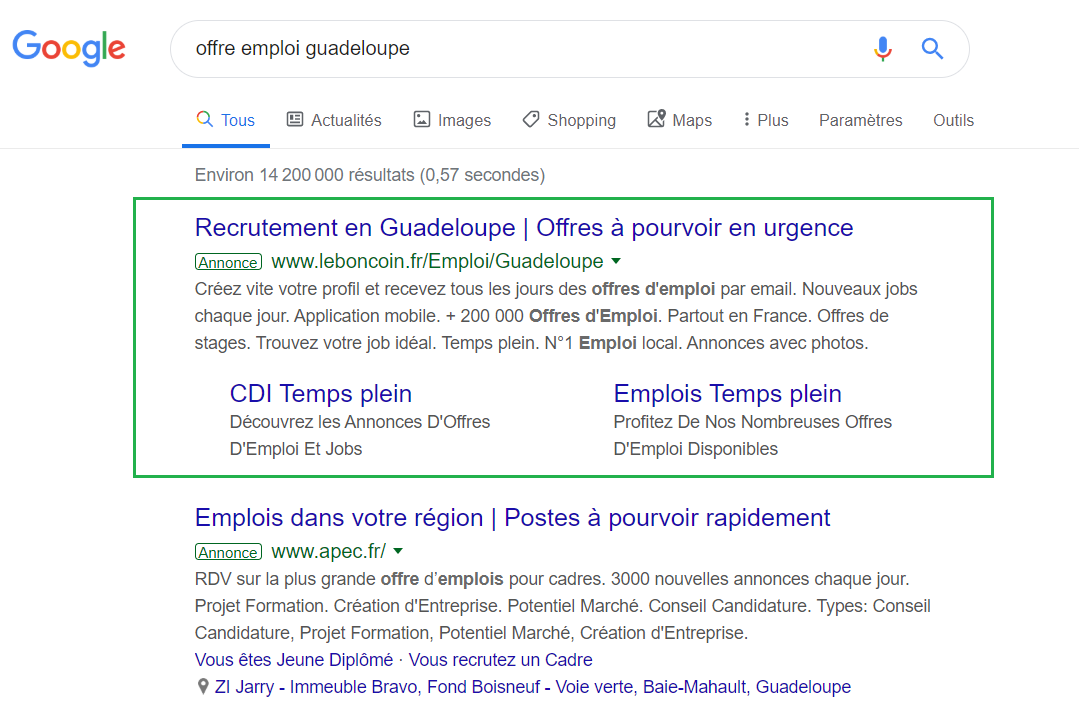 Google
offre emploi guadeloupe
Tous Actualités Images Shopping Maps Plus Paramètres Outils
Environ 14 200 000 résultats (0,57 secondes)
Recrutement en Guadeloupe | Offres à pourvoir en urgence
Annonce www.leboncoin.fr/Emploi/Guadeloupe
Créez vite votre profil et recevez tous les jours des offres d'emploi par email. Nouveaux jobs
chaque jour. Application mobile. + 200 000 Offres d'Emploi. Partout en France. Offres de
stages. Trouvez votre job idéal. Temps plein. N°1 Emploi local. Annonces avec photos.
CDI Temps plein
Découvrez les Annonces D'Offres
D'Emploi Et Jobs
Emplois Temps plein
Profitez De Nos Nombreuses Offres
D'Emploi Disponibles
Emplois dans votre région | Postes à pourvoir rapidement
Annonce www.apec.fr/
RDV sur la plus grande offre d’emplois pour cadres. 3000 nouvelles annonces chaque jour.
Projet Formation. Création d'Entreprise. Potentiel Marché. Conseil Candidature. Types: Conseil
Candidature, Projet Formation, Potentiel Marché, Création d'Entreprise.
Vous êtes Jeune Diplômé · Vous recrutez un Cadre
ZI Jarry - Immeuble Bravo, Fond Boisneuf - Voie verte, Baie-Mahault, Guadeloupe